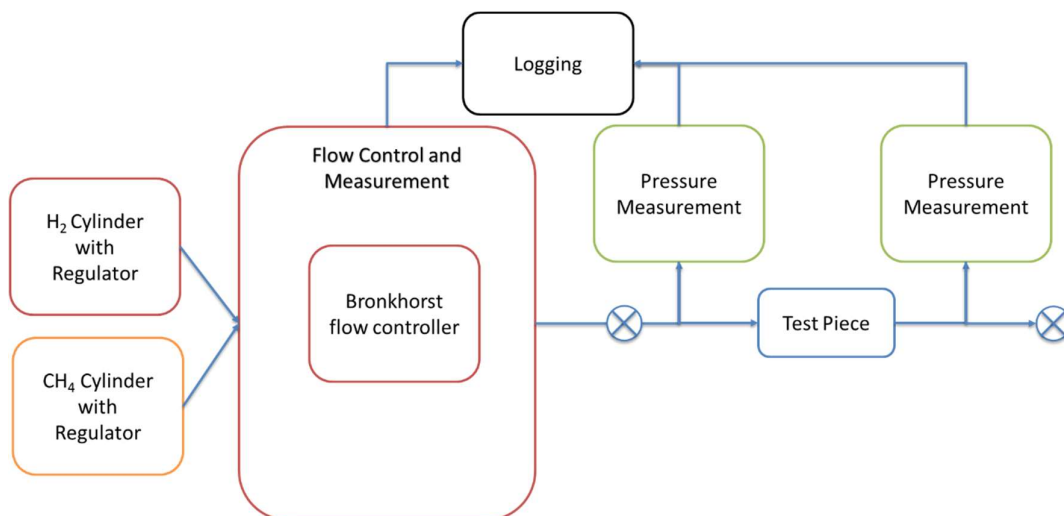 Logging
Flow Control and
Measurement
Pressure
Measurement
Pressure
Measurement
H₂ Cylinder
with
Regulator
Bronkhorst
flow controller
Test Piece
CH₄ Cylinder
with
Regulator